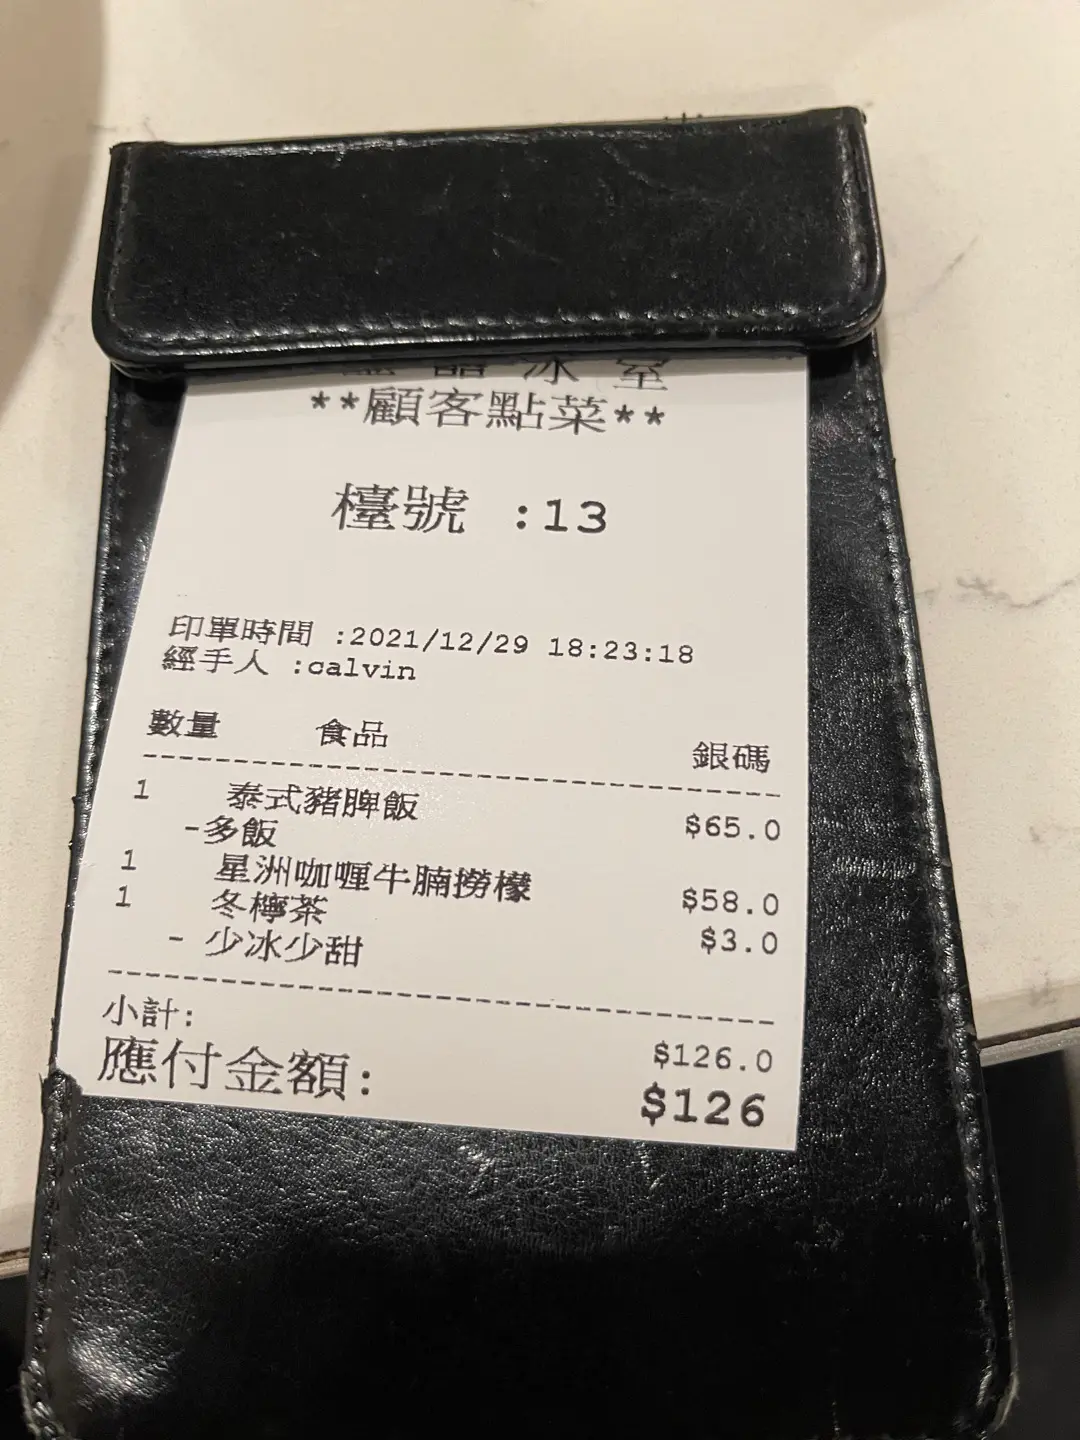 冰室
**顧客點菜**
檯號 :13
印單時間 :2021/12/29 18:23:18
經手人 :calvin
數量 食品 銀碼
1 泰式豬脾飯 $65.0
-多飯
1 星洲咖喱牛腩撈檬 $58.0
1 冬檸茶 $3.0
- 少冰少甜
小計: $126.0
應付金額: $126